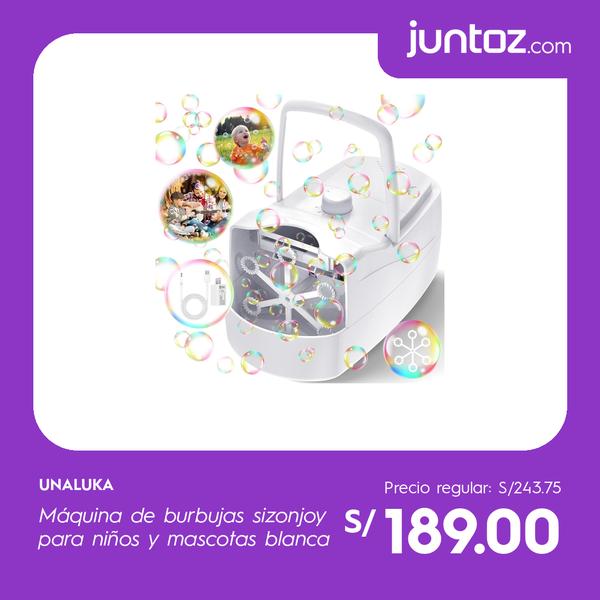 juntoz.com
UNALUKA
Máquina de burbujas sizonjoy
para niños y mascotas blanca
Precio regular: S/243.75
S/189.00